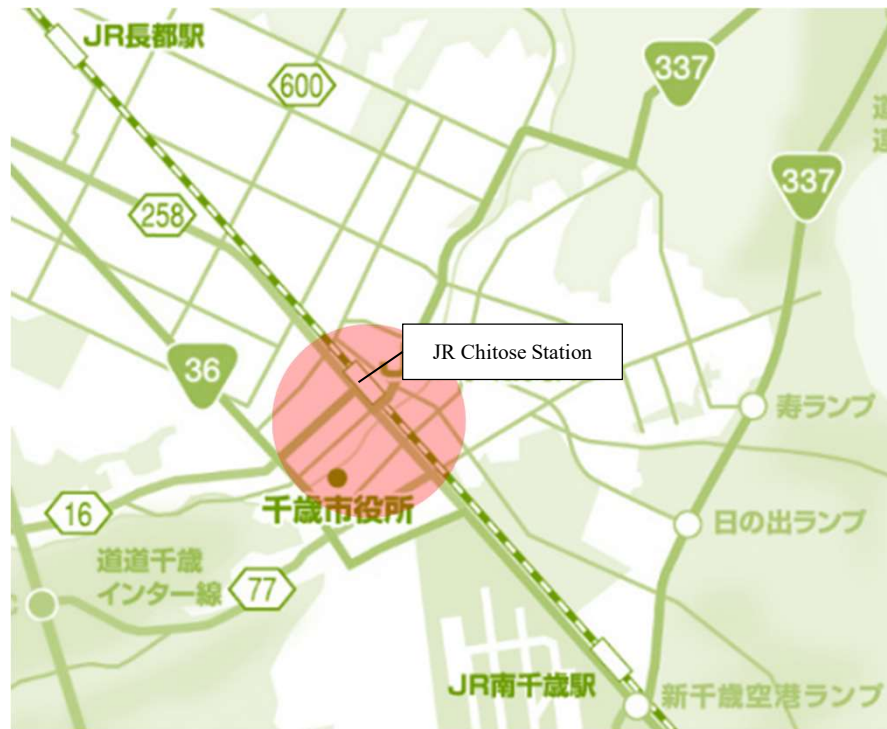 JR長都駅
600
337
337
258
JR Chitose Station
36
寿ランプ
千歳市役所
16
日の出ランプ
道道千歳
インター線
77
JR南千歳駅
新千歳空港ランプ